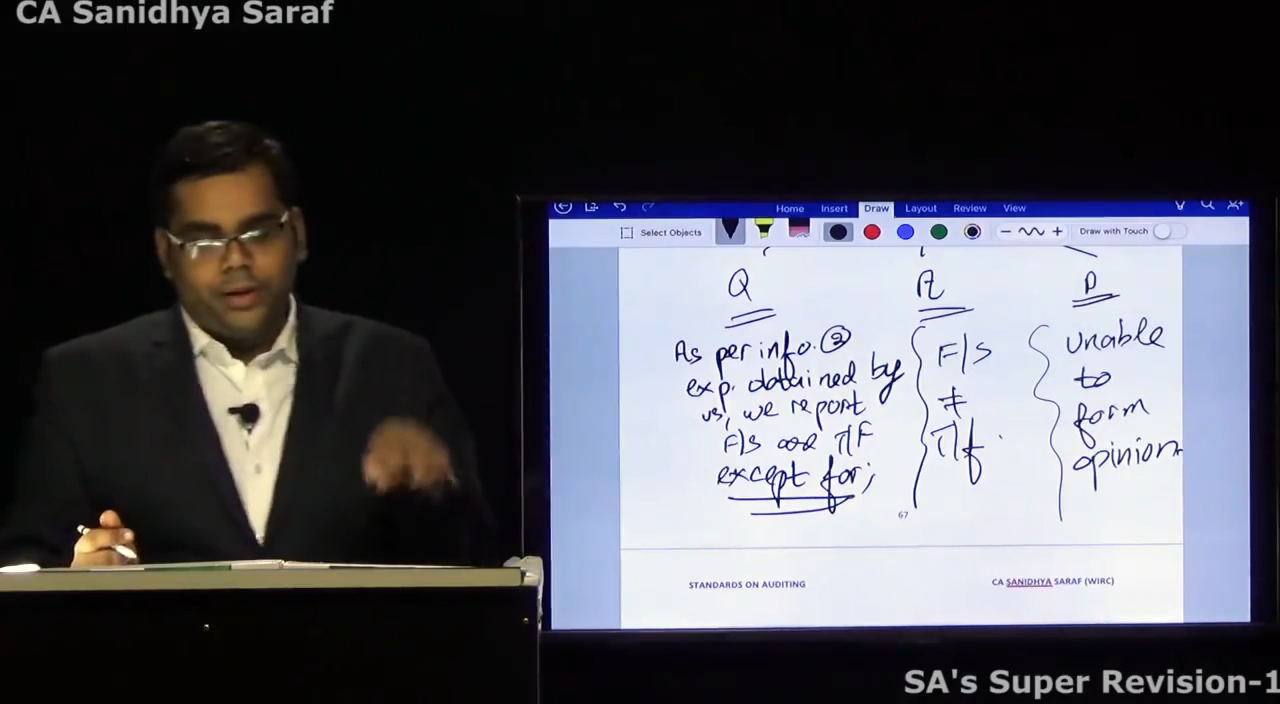 CA Sanidhya Saraf
Home Insert Draw Layout Review View
Select Objects Draw with Touch
Q
As per info. &
exp. obtained by
us, we report
F/S are T/F
except for;
A
F/S
≠
T/f.
D
unable
to
form
opinion
67
STANDARDS ON AUDITING
CA SANIDHYA SARAF (WIRC)
SA's Super Revision-1